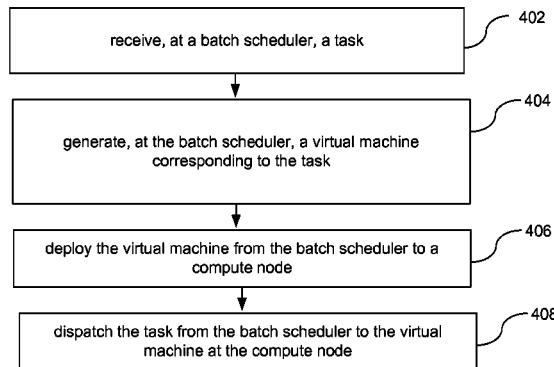 receive, at a batch scheduler, a task
402
generate, at the batch scheduler, a virtual machine
corresponding to the task
404
deploy the virtual machine from the batch scheduler to a
compute node
406
dispatch the task from the batch scheduler to the virtual
machine at the compute node
408